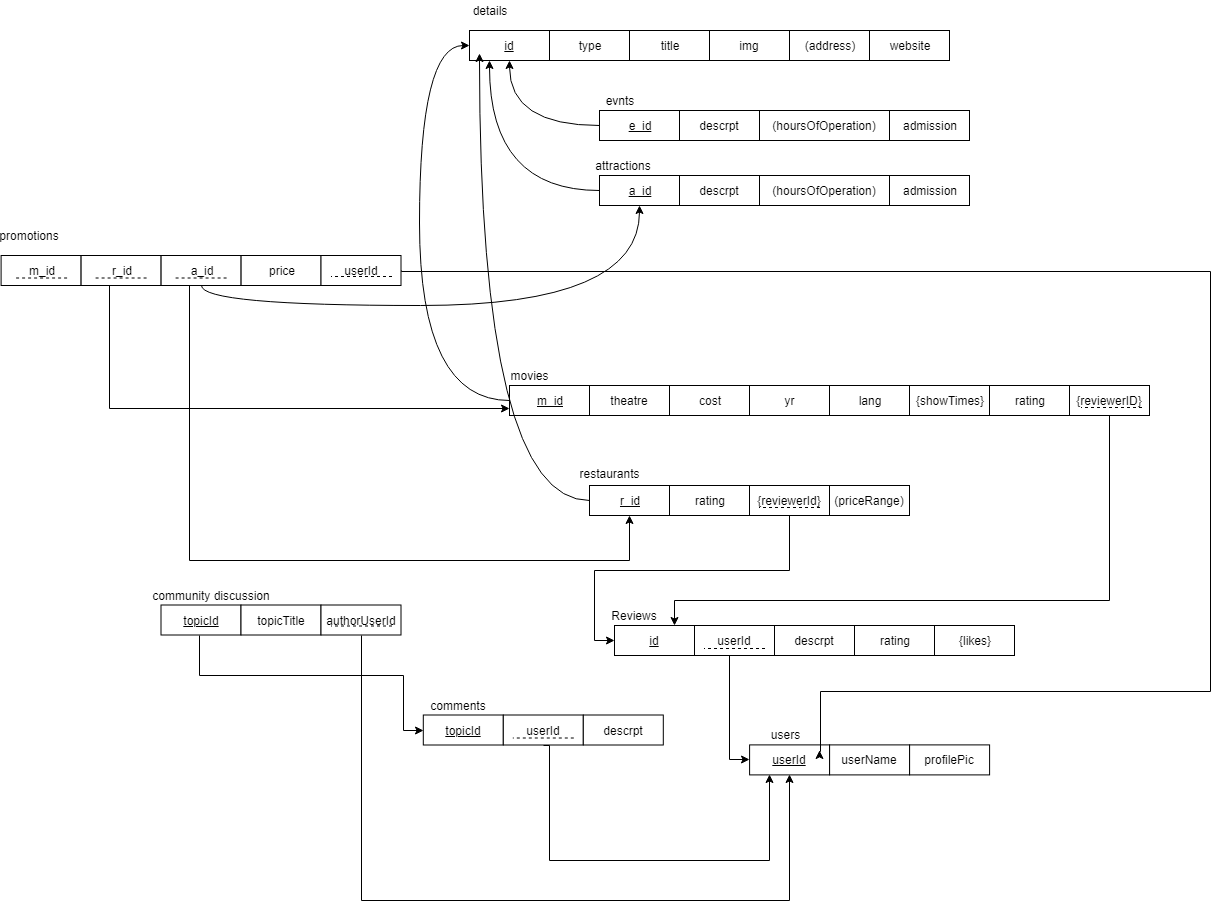 details
id type title img (address) website
evnts
e_id descrpt (hoursOfOperation) admission
attractions
a_id descrpt (hoursOfOperation) admission
promotions
m_id r_id a_id price userId
movies
m_id theatre cost yr lang {showTimes} rating {reviewerID}
restaurants
r_id rating {reviewerId} (priceRange)
community discussion
topicId topicTitle authorUserId
Reviews
id userId descrpt rating {likes}
comments
topicId userId descrpt
users
userId userName profilePic